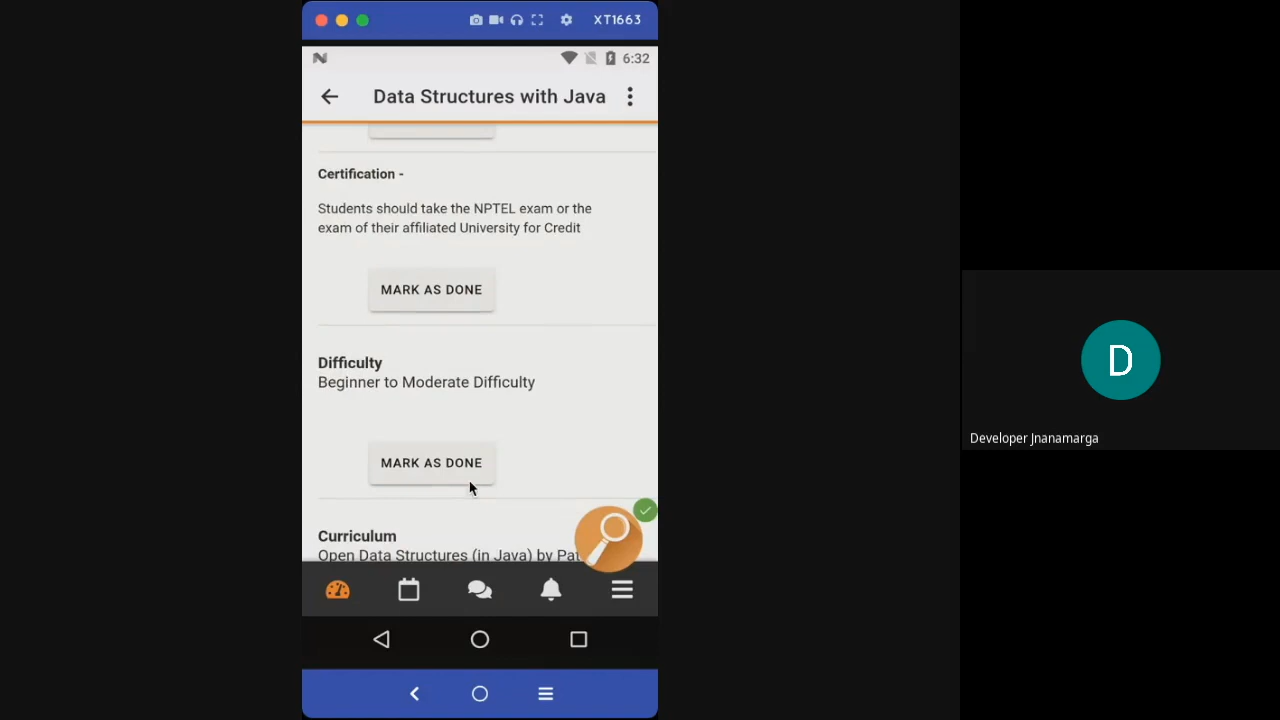 XT1663
6:32
Data Structures with Java
Certification -
Students should take the NPTEL exam or the
exam of their affiliated University for Credit
MARK AS DONE
Difficulty
Beginner to Moderate Difficulty
MARK AS DONE
Curriculum
Open Data Structures (in Java) by Pat
D
Developer Jnanamarga